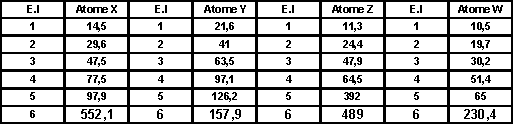 E.I Atome X E.I Atome Y E.I Atome Z E.I Atome W
1 14,5 1 21,6 1 11,3 1 10,5
2 29,6 2 41 2 24,4 2 19,7
3 47,5 3 63,5 3 47,9 3 30,2
4 77,5 4 97,1 4 64,5 4 51,4
5 97,9 5 126,2 5 392 5 65
6 552,1 6 157,9 6 489 6 230,4